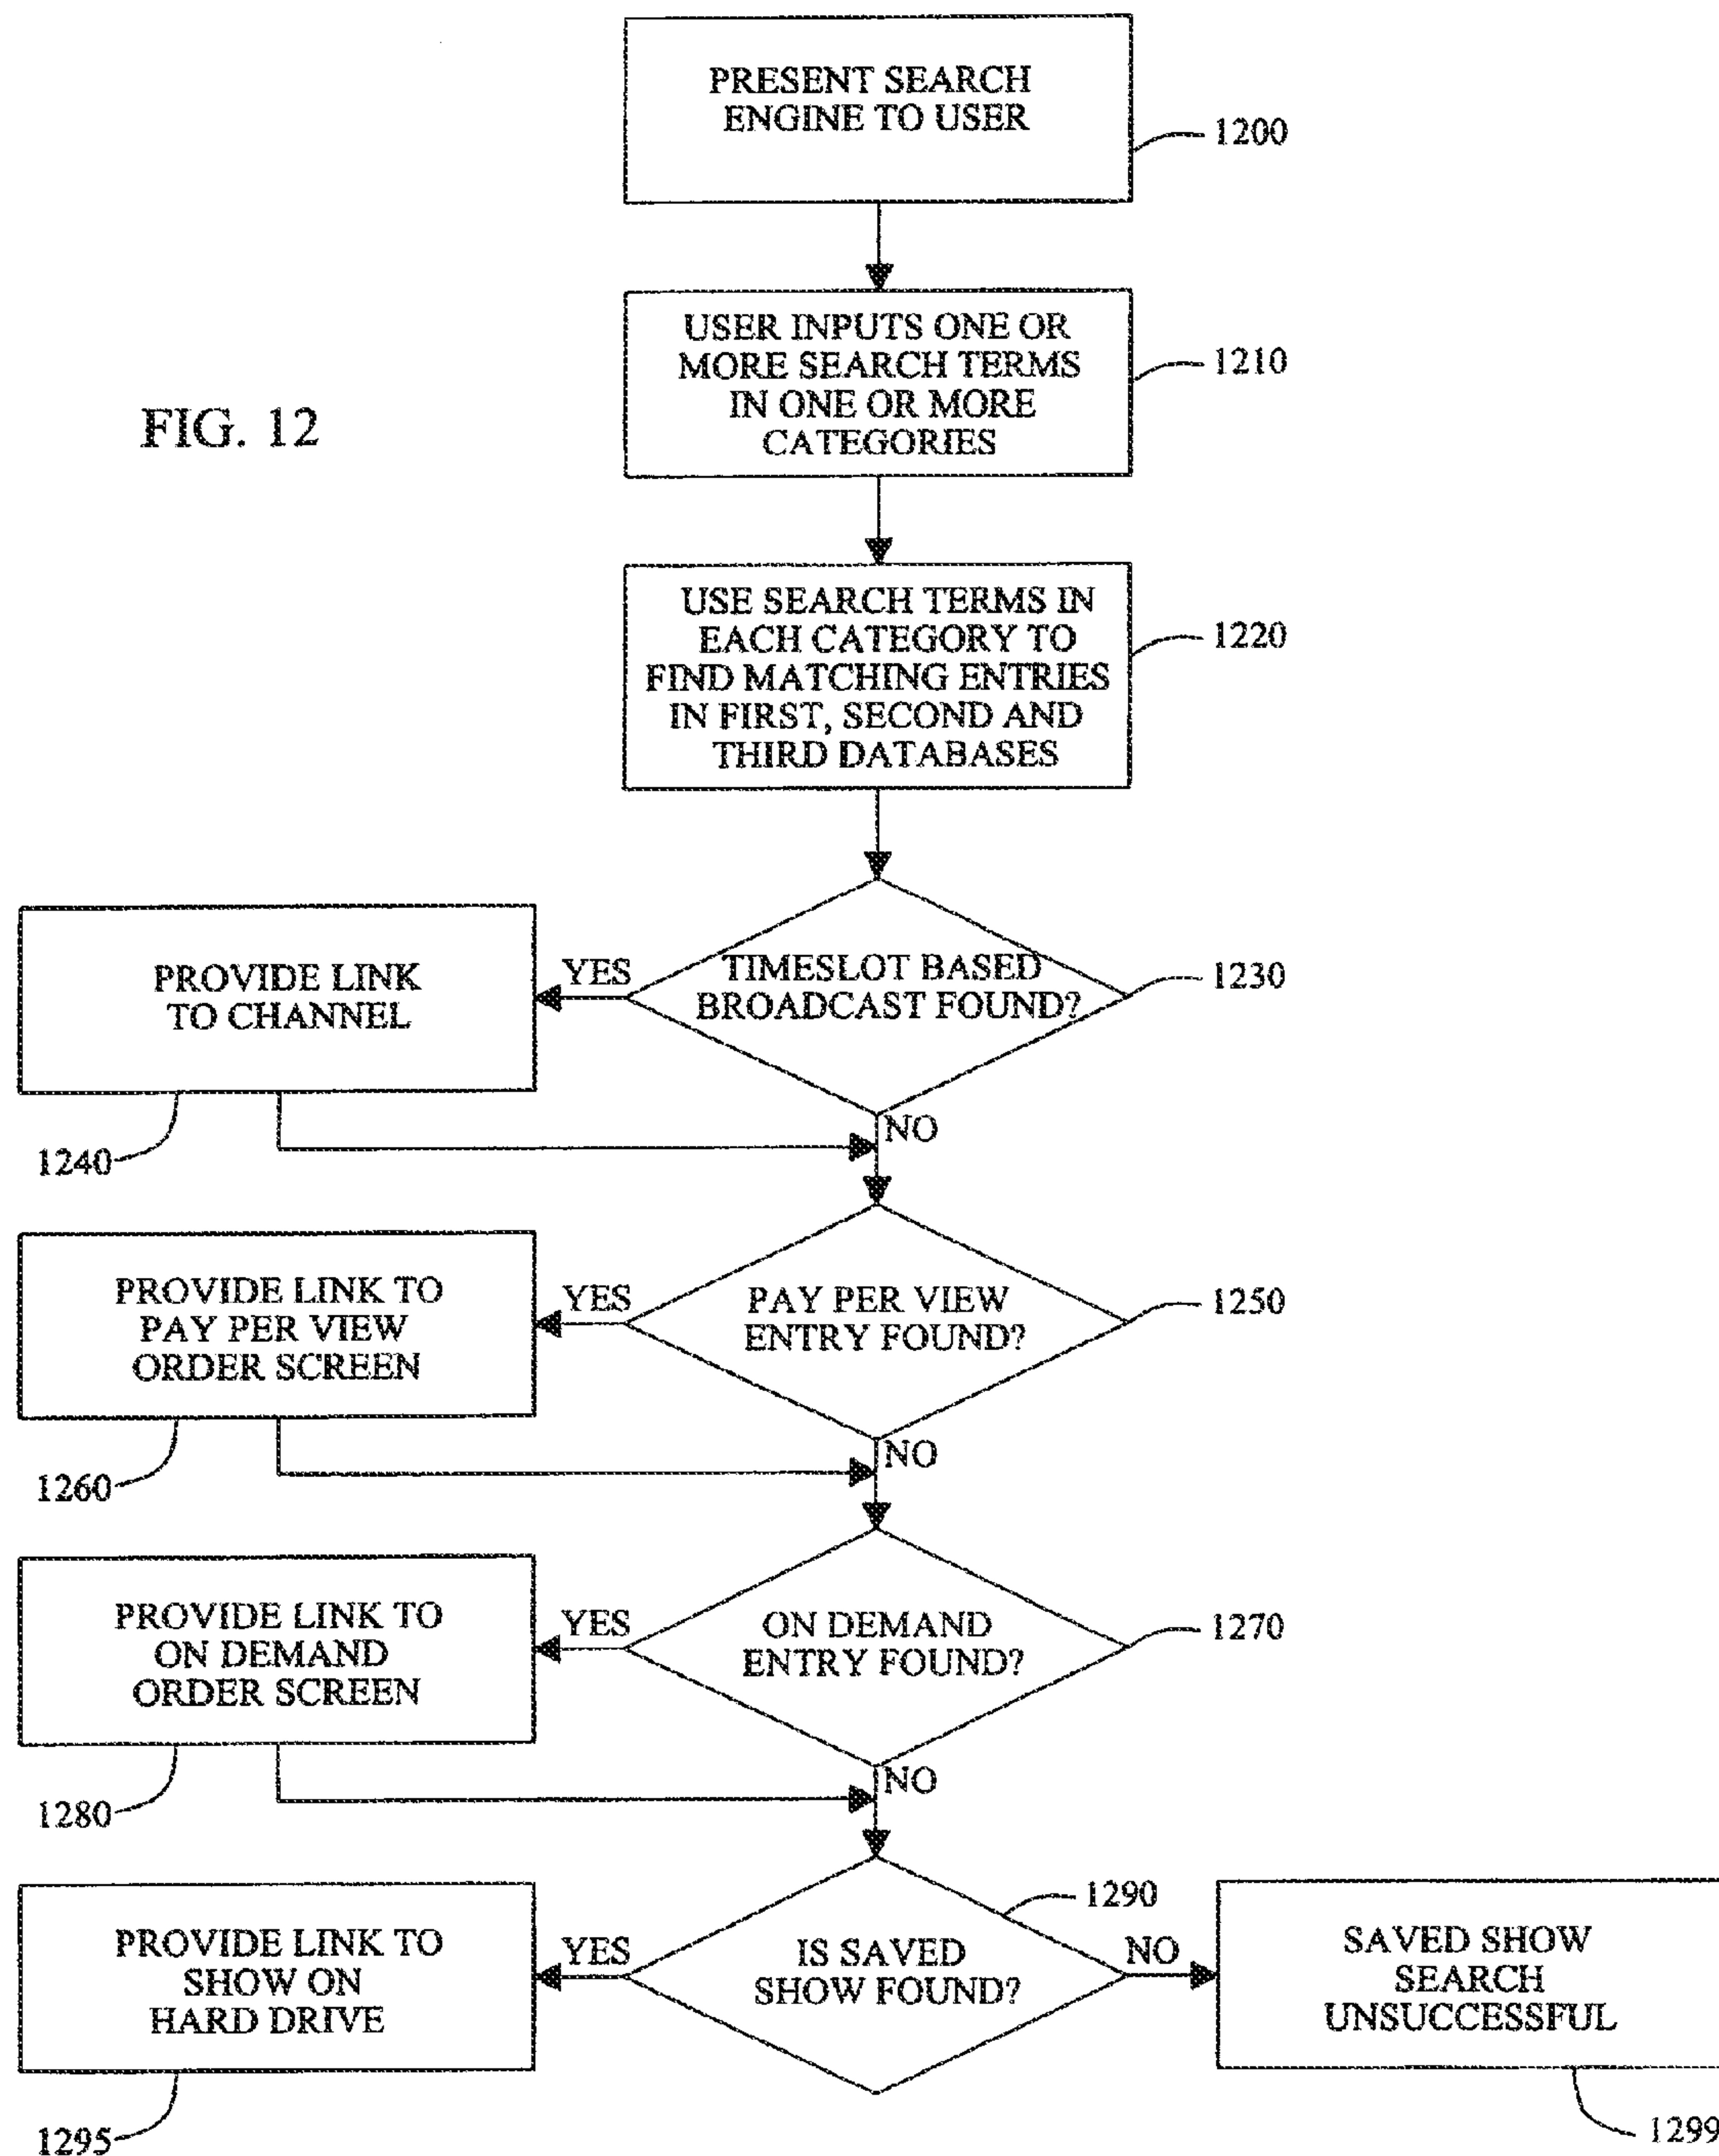 PRESENT SEARCH
ENGINE TO USER
1200
USER INPUTS ONE OR
MORE SEARCH TERMS
IN ONE OR MORE
CATEGORIES
1210
FIG. 12
USE SEARCH TERMS IN
EACH CATEGORY TO
FIND MATCHING ENTRIES
IN FIRST, SECOND AND
THIRD DATABASES
1220
TIMESLOT BASED
BROADCAST FOUND?
1230
YES
PROVIDE LINK
TO CHANNEL
1240
NO
PAY PER VIEW
ENTRY FOUND?
1250
YES
PROVIDE LINK TO
PAY PER VIEW
ORDER SCREEN
1260
NO
ON DEMAND
ENTRY FOUND?
1270
YES
PROVIDE LINK TO
ON DEMAND
ORDER SCREEN
1280
NO
IS SAVED
SHOW FOUND?
1290
YES
PROVIDE LINK TO
SHOW ON
HARD DRIVE
1295
NO
SAVED SHOW
SEARCH
UNSUCCESSFUL
1299